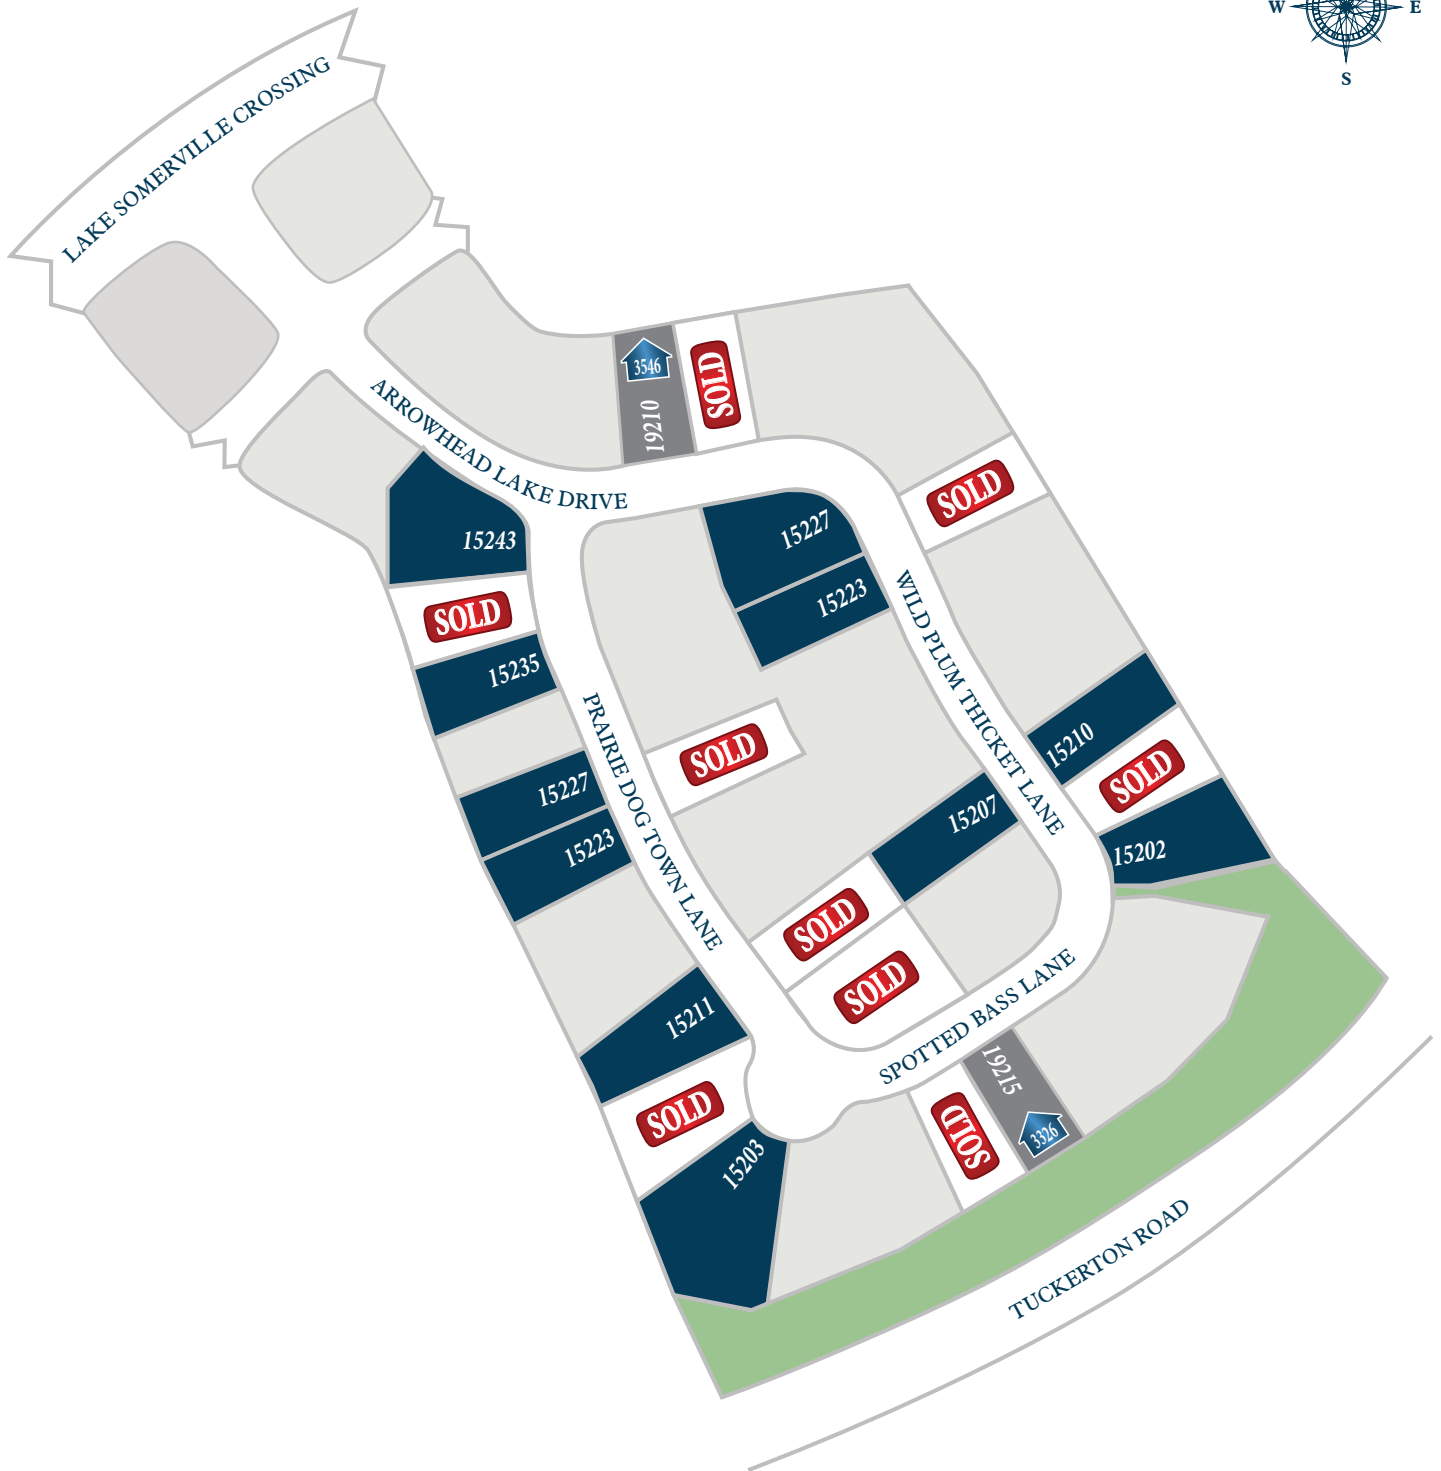 W
E
S
LAKE SOMERVILLE CROSSING
3546
19210
SOLD
ARROWHEAD LAKE DRIVE
SOLD
15243
15227
15223
SOLD
15235
WILD PLUM THICKET LANE
PRAIRIE DOG TOWN LANE
SOLD
15210
SOLD
15227
15223
15207
15202
SOLD
SOLD
15211
SPOTTED BASS LANE
19215
3326
SOLD
SOLD
15203
TUCKERTON ROAD